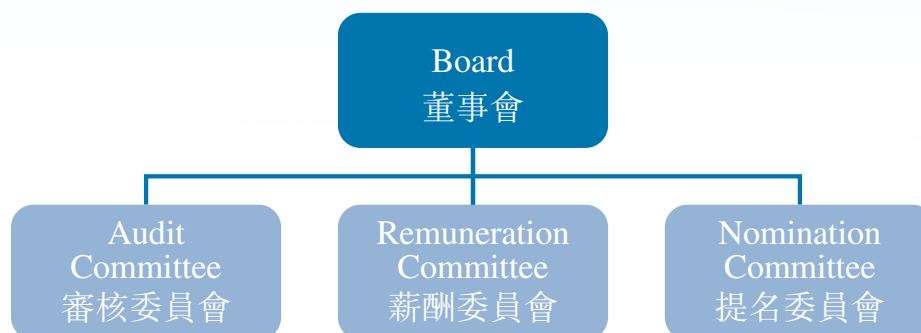 Board
董事會
Audit
Committee
審核委員會
Remuneration
Committee
薪酬委員會
Nomination
Committee
提名委員會